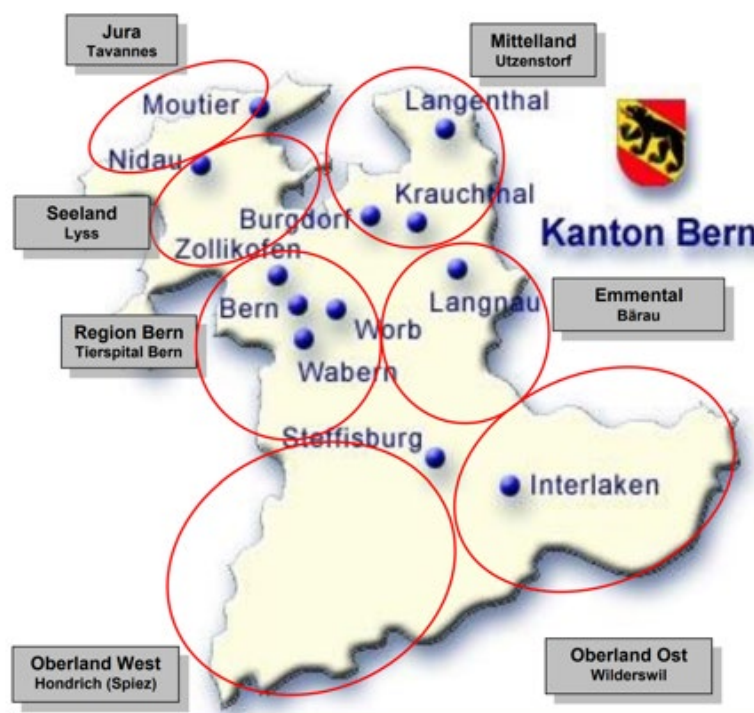 Jura
Tavannes
Mittelland
Utzenstorf
Moutier
Langenthal
Nidau
Krauchthal
Seeland
Lyss
Burgdorf
Kanton Bern
Zollikofen
Bern
Langnau
Emmental
Bärau
Region Bern
Tierspital Bern
Worb
Wabern
Steffisburg
Interlaken
Oberland West
Hondrich (Spiez)
Oberland Ost
Wilderswil